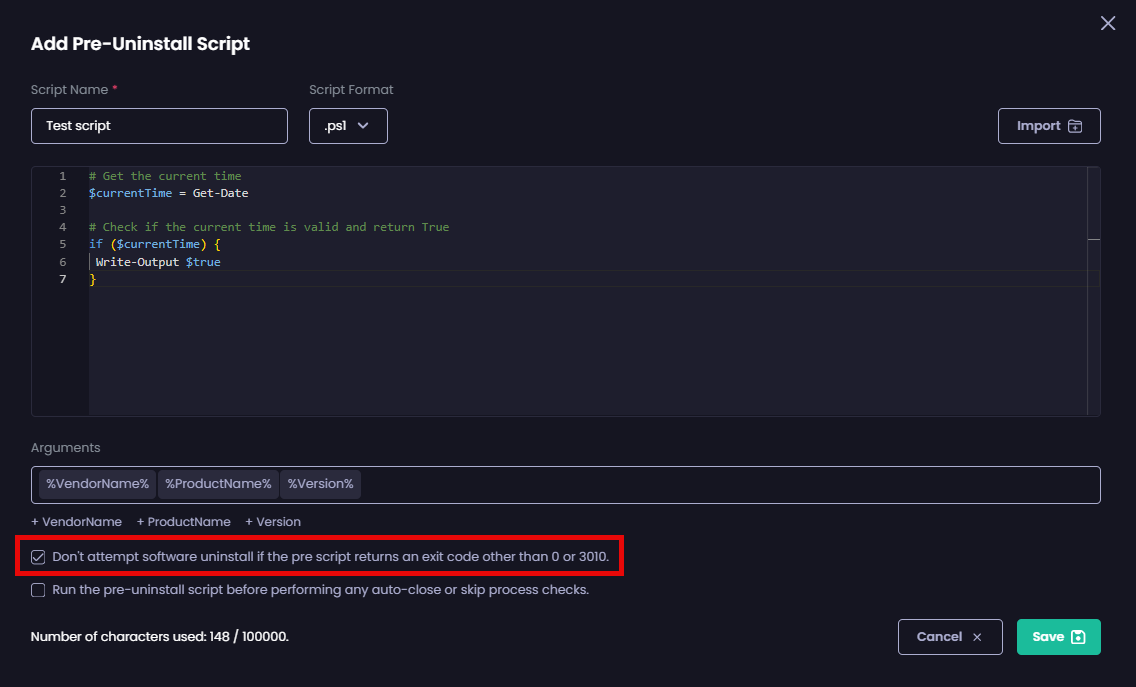 Add Pre-Uninstall Script
Script Name *
Script Format
Test script
.ps1
Import
1 # Get the current time
2 $currentTime = Get-Date
3
4 # Check if the current time is valid and return True
5 if ($currentTime) {
6 Write-Output $true
7 }
Arguments
%VendorName% %ProductName% %Version%
+ VendorName + ProductName + Version
Don't attempt software uninstall if the pre script returns an exit code other than 0 or 3010.
Run the pre-uninstall script before performing any auto-close or skip process checks.
Number of characters used: 148 / 100000.
Cancel
Save